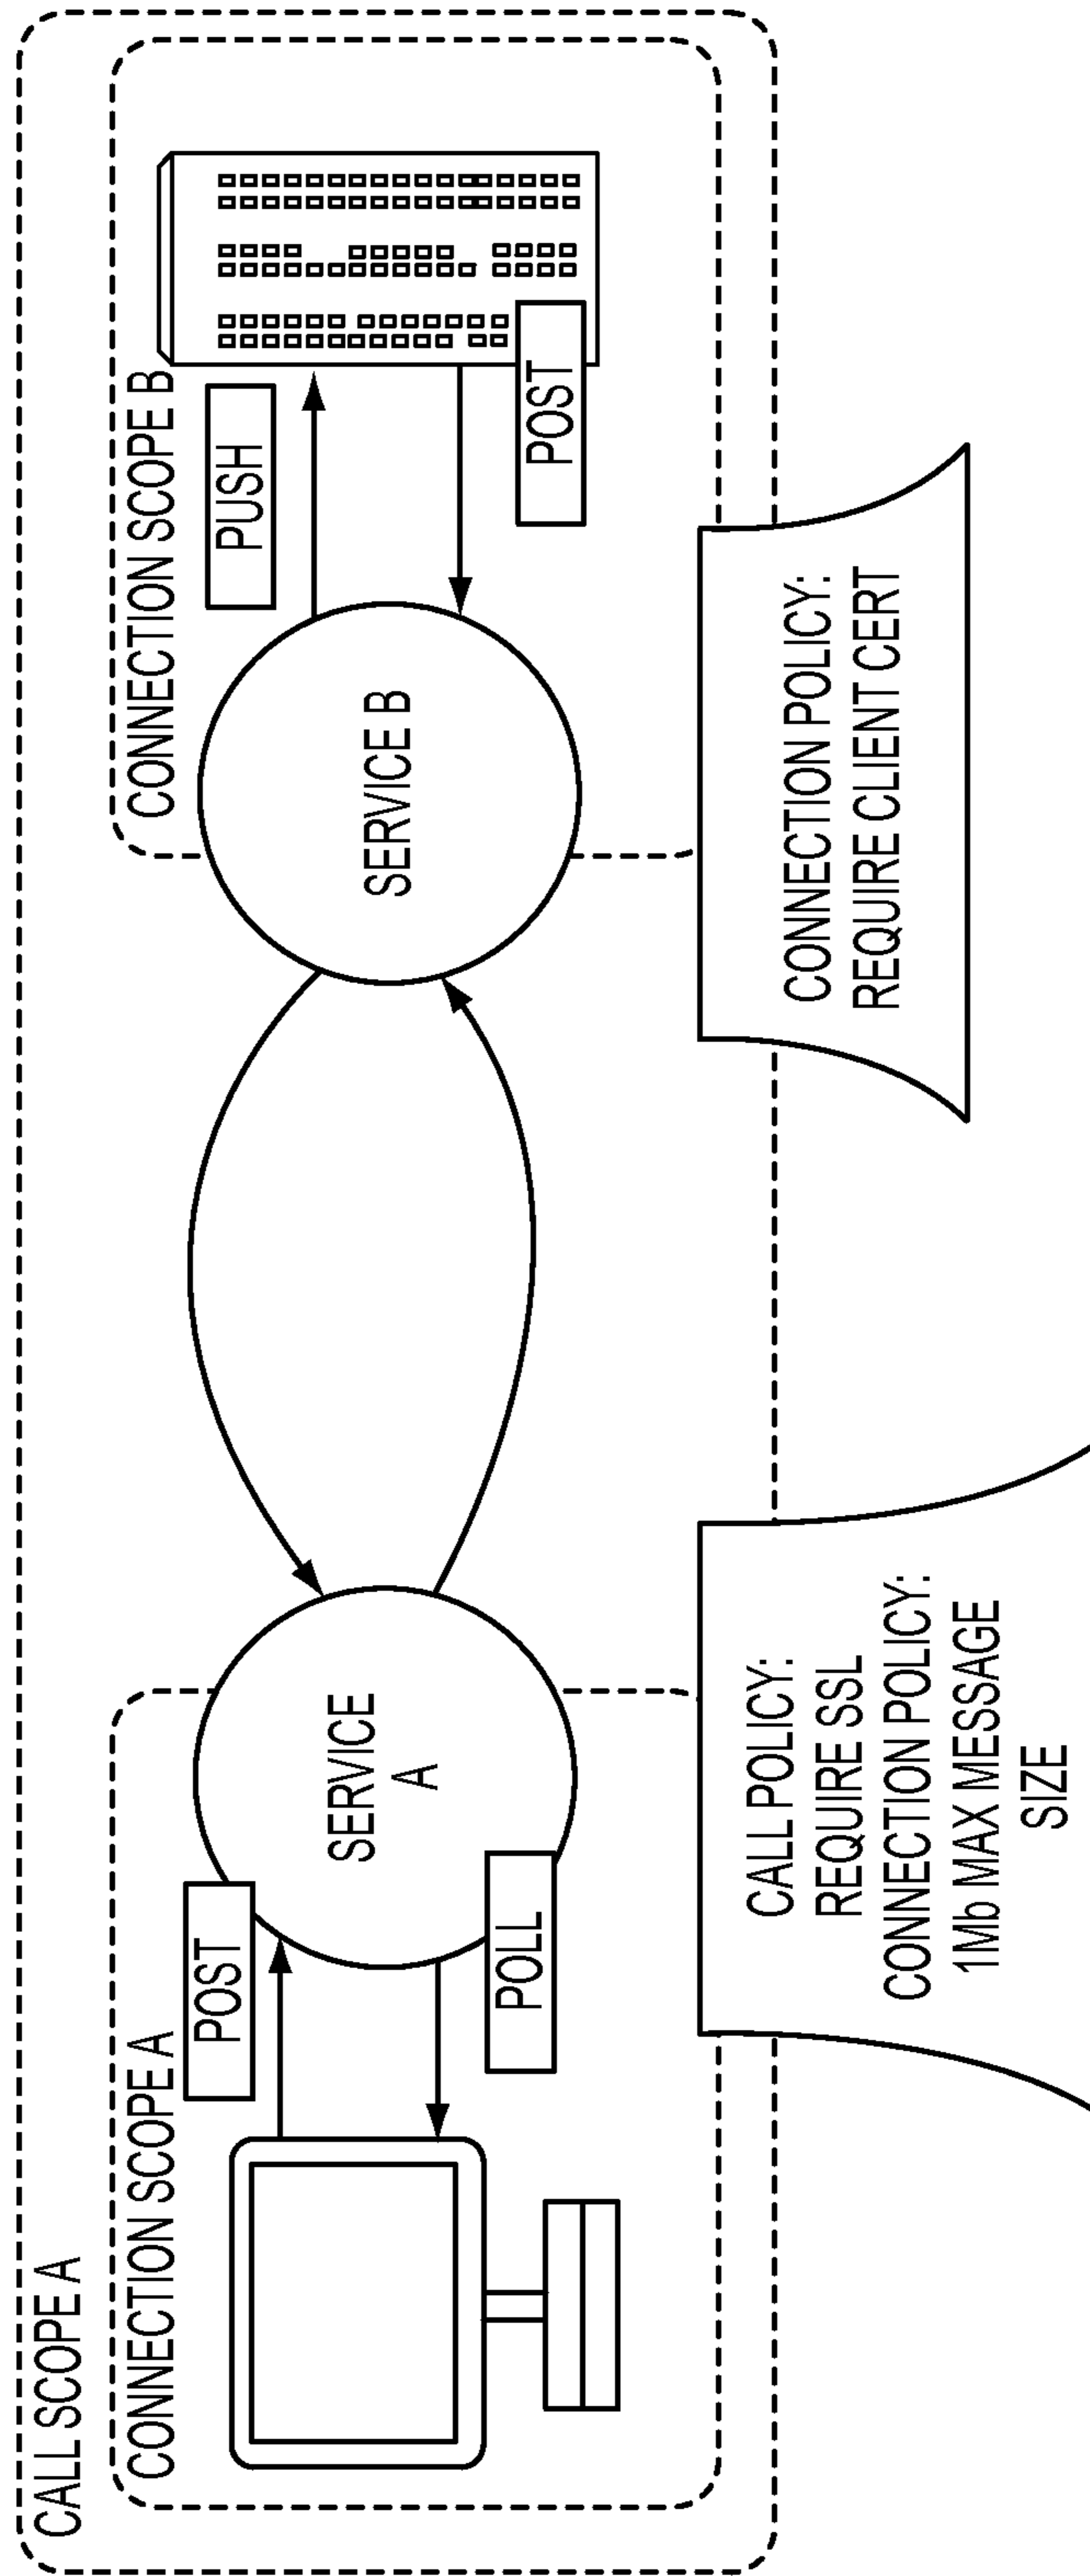 CALL SCOPE A
CONNECTION SCOPE A
CONNECTION SCOPE B
POST
PUSH
SERVICE
A
SERVICE B
POLL
POST
CALL POLICY:
REQUIRE SSL
CONNECTION POLICY:
1Mb MAX MESSAGE
SIZE
CONNECTION POLICY:
REQUIRE CLIENT CERT